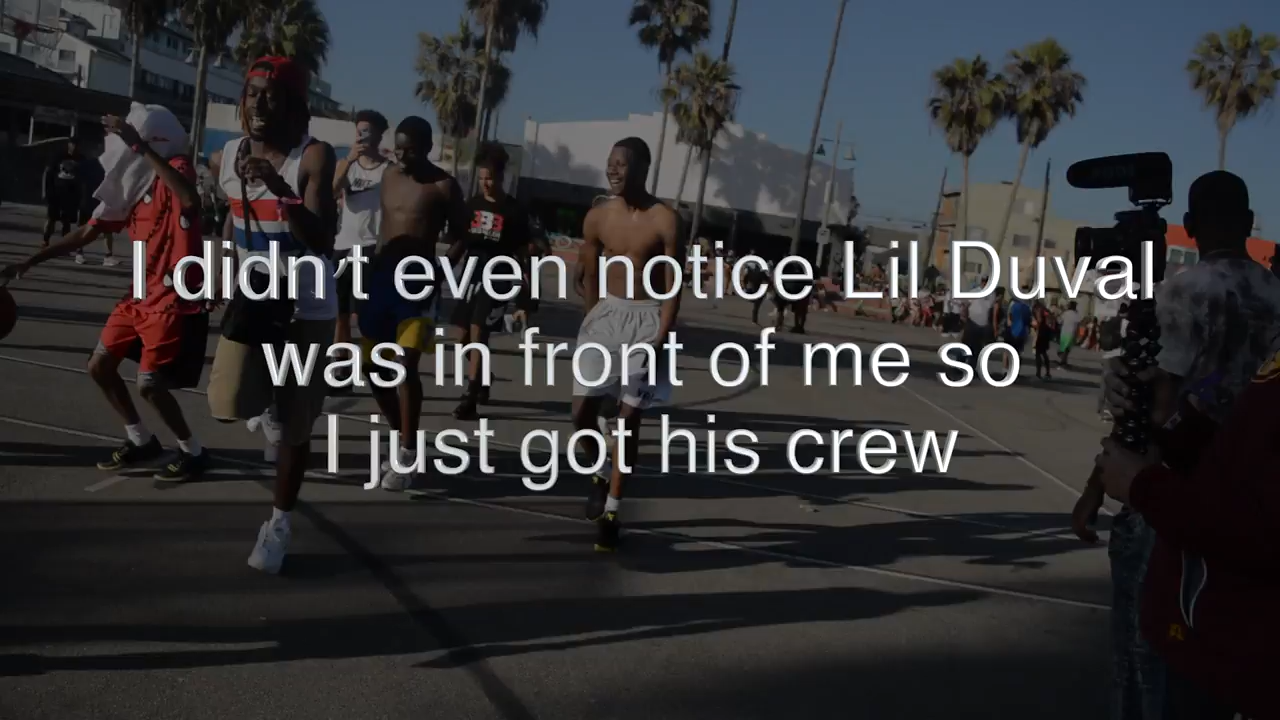 I didn't even notice Lil Duval
was in front of me so
I just got his crew